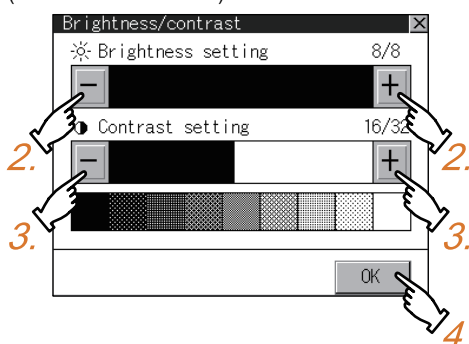 Brightness/contrast
Brightness setting 8/8
− +
2. 2.
Contrast setting 16/32
− +
3. 3.
OK
4